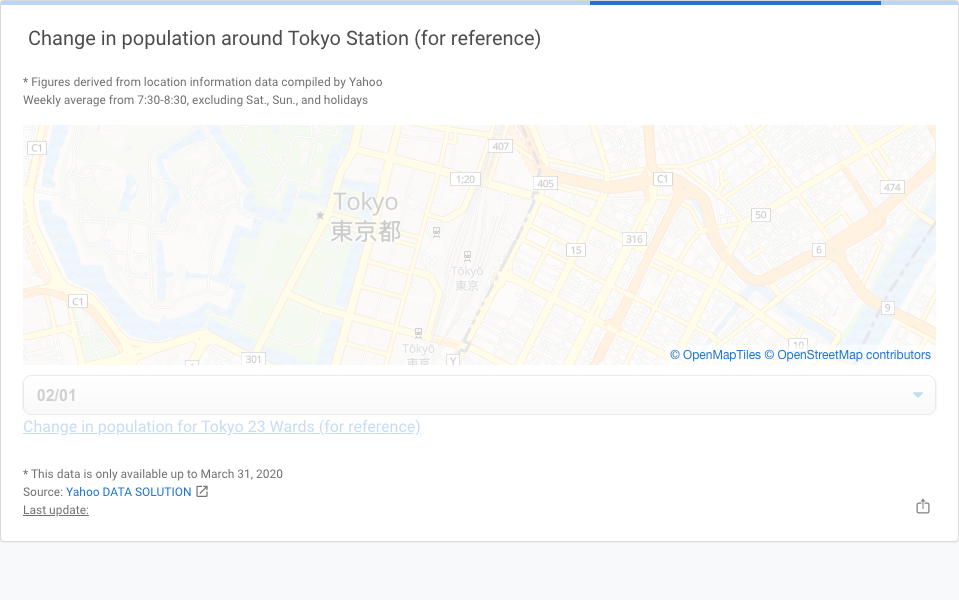 Change in population around Tokyo Station (for reference)
* Figures derived from location information data compiled by Yahoo
Weekly average from 7:30-8:30, excluding Sat., Sun., and holidays
C1
407
1;20
405
C1
474
Tokyo
東京都
50
316
15
6
Tōkyō
東京
C1
9
10
301
Tōkyō
東京
Y
© OpenMapTiles © OpenStreetMap contributors
02/01
Change in population for Tokyo 23 Wards (for reference)
* This data is only available up to March 31, 2020
Source: Yahoo DATA SOLUTION
Last update: